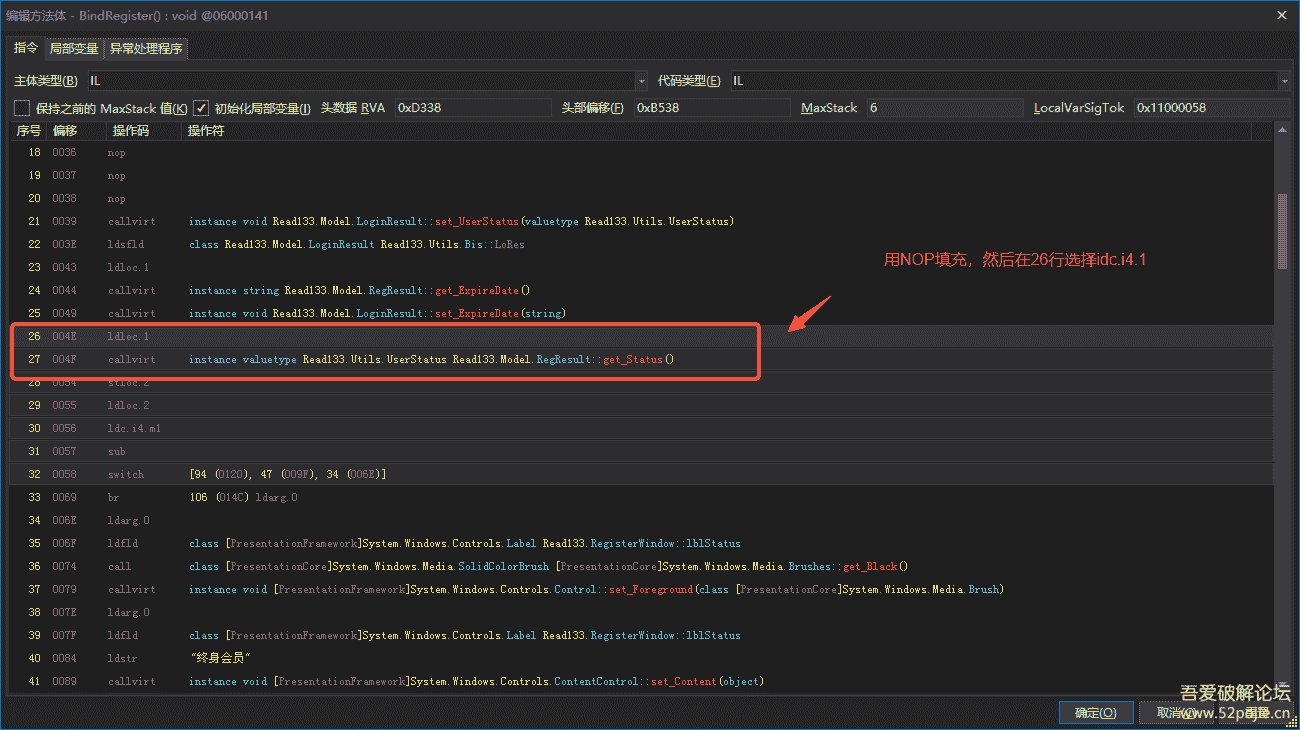 编辑方法体 - BindRegister() : void @06000141
指令 局部变量 异常处理程序
主体类型(B) IL 代码类型(E) IL
保持之前的 MaxStack 值(K) 初始化局部变量(I) 头数据 RVA 0xD338 头部偏移(F) 0xB538 MaxStack 6 LocalVarSigTok 0x11000058
序号 偏移 操作码 操作符
18 0036 nop
19 0037 nop
20 0038 nop
21 0039 callvirt instance void Read133.Model.LoginResult::set_UserStatus(valuetype Read133.Utils.UserStatus)
22 003E ldsfld class Read133.Model.LoginResult Read133.Utils.Bis::LoRes
用NOP填充，然后在26行选择idc.i4.1
23 0043 ldloc.1
24 0044 callvirt instance string Read133.Model.RegResult::get_ExpireDate()
25 0049 callvirt instance void Read133.Model.LoginResult::set_ExpireDate(string)
26 004E ldloc.1
27 004F callvirt instance valuetype Read133.Utils.UserStatus Read133.Model.RegResult::get_Status()
28 0054 stloc.2
29 0055 ldloc.2
30 0056 ldc.i4.m1
31 0057 sub
32 0058 switch [94 (0120), 47 (009F), 34 (006E)]
33 0069 br 106 (014C) ldarg.0
34 006E ldarg.0
35 006F ldfld class [PresentationFramework]System.Windows.Controls.Label Read133.RegisterWindow::lblStatus
36 0074 call class [PresentationCore]System.Windows.Media.SolidColorBrush [PresentationCore]System.Windows.Media.Brushes::get_Black()
37 0079 callvirt instance void [PresentationFramework]System.Windows.Controls.Control::set_Foreground(class [PresentationCore]System.Windows.Media.Brush)
38 007E ldarg.0
39 007F ldfld class [PresentationFramework]System.Windows.Controls.Label Read133.RegisterWindow::lblStatus
40 0084 ldstr "终身会员"
41 0089 callvirt instance void [PresentationFramework]System.Windows.Controls.ContentControl::set_Content(object)
吾爱破解论坛
确定(O) 取消
www.52pojie.cn